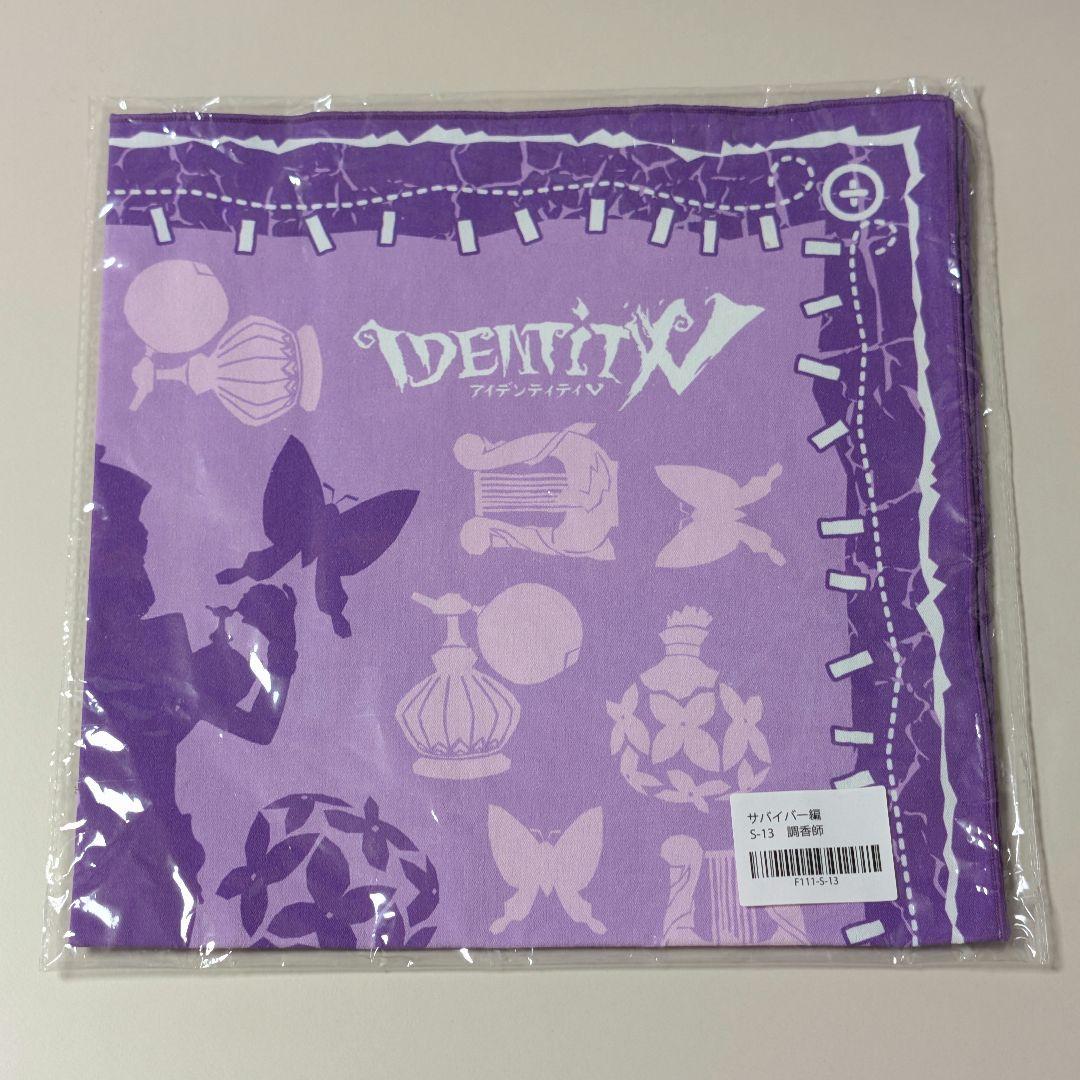 IDENTITY V
アイデンティティV
サバイバー編
S-13 調香師
F111-S-13